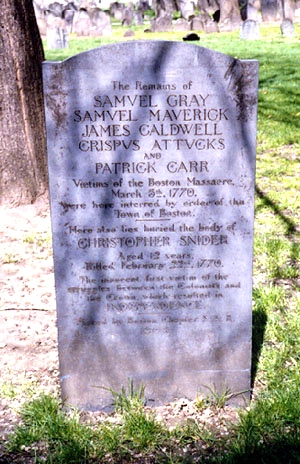 The Remains of
SAMVEL GRAY
SAMVEL MAVERICK
JAMES CALDWELL
CRISPVS ATTVCKS
AND
PATRICK CARR
Victims of the Boston Massacre,
March 5th, 1770,
were here interred by order of the
Town of Boston.
Here also lies buried the body of
CHRISTOPHER SNIDER
Aged 12 years,
Killed February 22nd, 1770.
The innocent first victim of the
struggles between the Colonists and
the Crown which resulted in
INDEPENDENCE
Placed by Boston Chapter S.A.R.